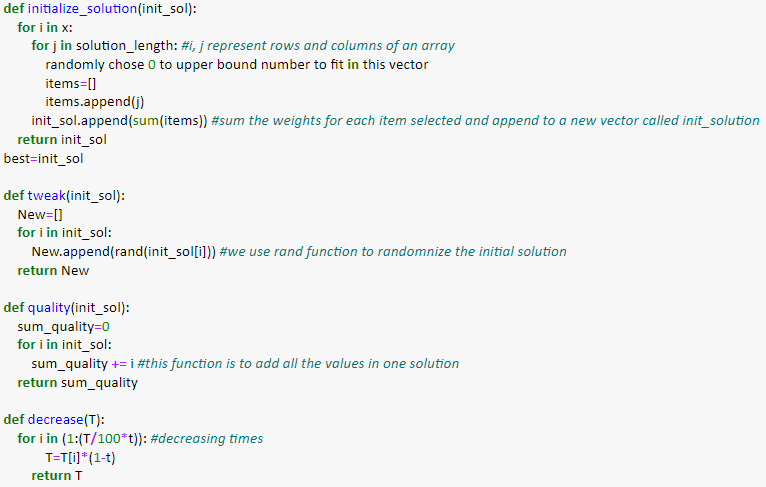 def initialize_solution(init_sol):
for i in x:
for j in solution_length: #i, j represent rows and columns of an array
randomly chose 0 to upper bound number to fit in this vector
items=[]
items.append(j)
init_sol.append(sum(items)) #sum the weights for each item selected and append to a new vector called init_solution
return init_sol
best=init_sol
def tweak(init_sol):
New=[]
for i in init_sol:
New.append(rand(init_sol[i])) #we use rand function to randomnize the initial solution
return New
def quality(init_sol):
sum_quality=0
for i in init_sol:
sum_quality += i #this function is to add all the values in one solution
return sum_quality
def decrease(T):
for i in (1:(T/100*t)): #decreasing times
T=T[i]*(1-t)
return T